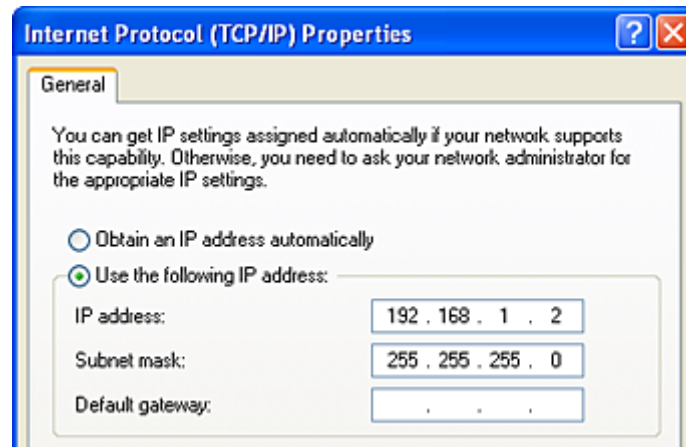 Internet Protocol (TCP/IP) Properties
General
You can get IP settings assigned automatically if your network supports
this capability. Otherwise, you need to ask your network administrator for
the appropriate IP settings.
Obtain an IP address automatically
Use the following IP address:
IP address: 192 . 168 . 1 . 2
Subnet mask: 255 . 255 . 255 . 0
Default gateway: . . .